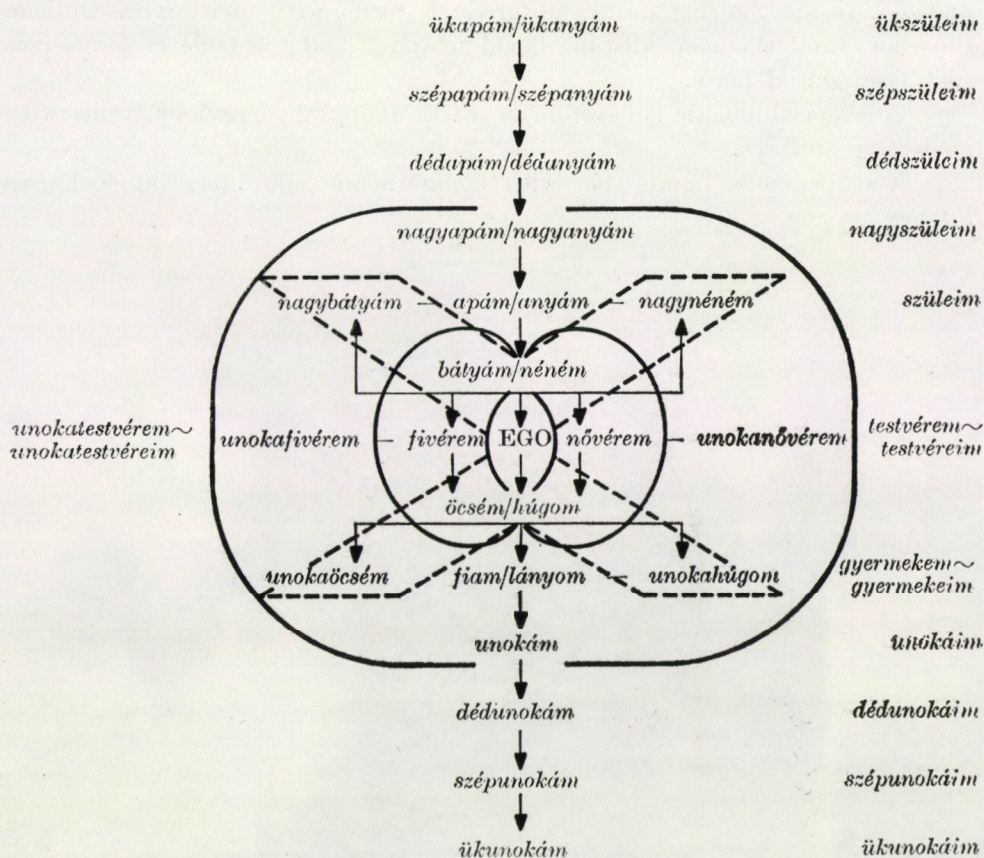 ükapám/ükanyám ükszüleim
szépapám/szépanyám szépszüleim
dédapám/dédanyám dédszüleim
nagyapám/nagyanyám nagyszüleim
nagybátyám – apám/anyám – nagynéném szüleim
bátyám/néném
unokatestvérem~
unokatestvéreim
unokafivérem – fivérem EGO nővérem – unokanővérem
testvérem~
testvéreim
öcsém/húgom
unokaöcsém fiam/lányom – unokahúgom
gyermekem~
gyermekeim
unokám unokáim
dédunokám dédunokáim
szépunokám szépunokáim
ükunokám ükunokáim